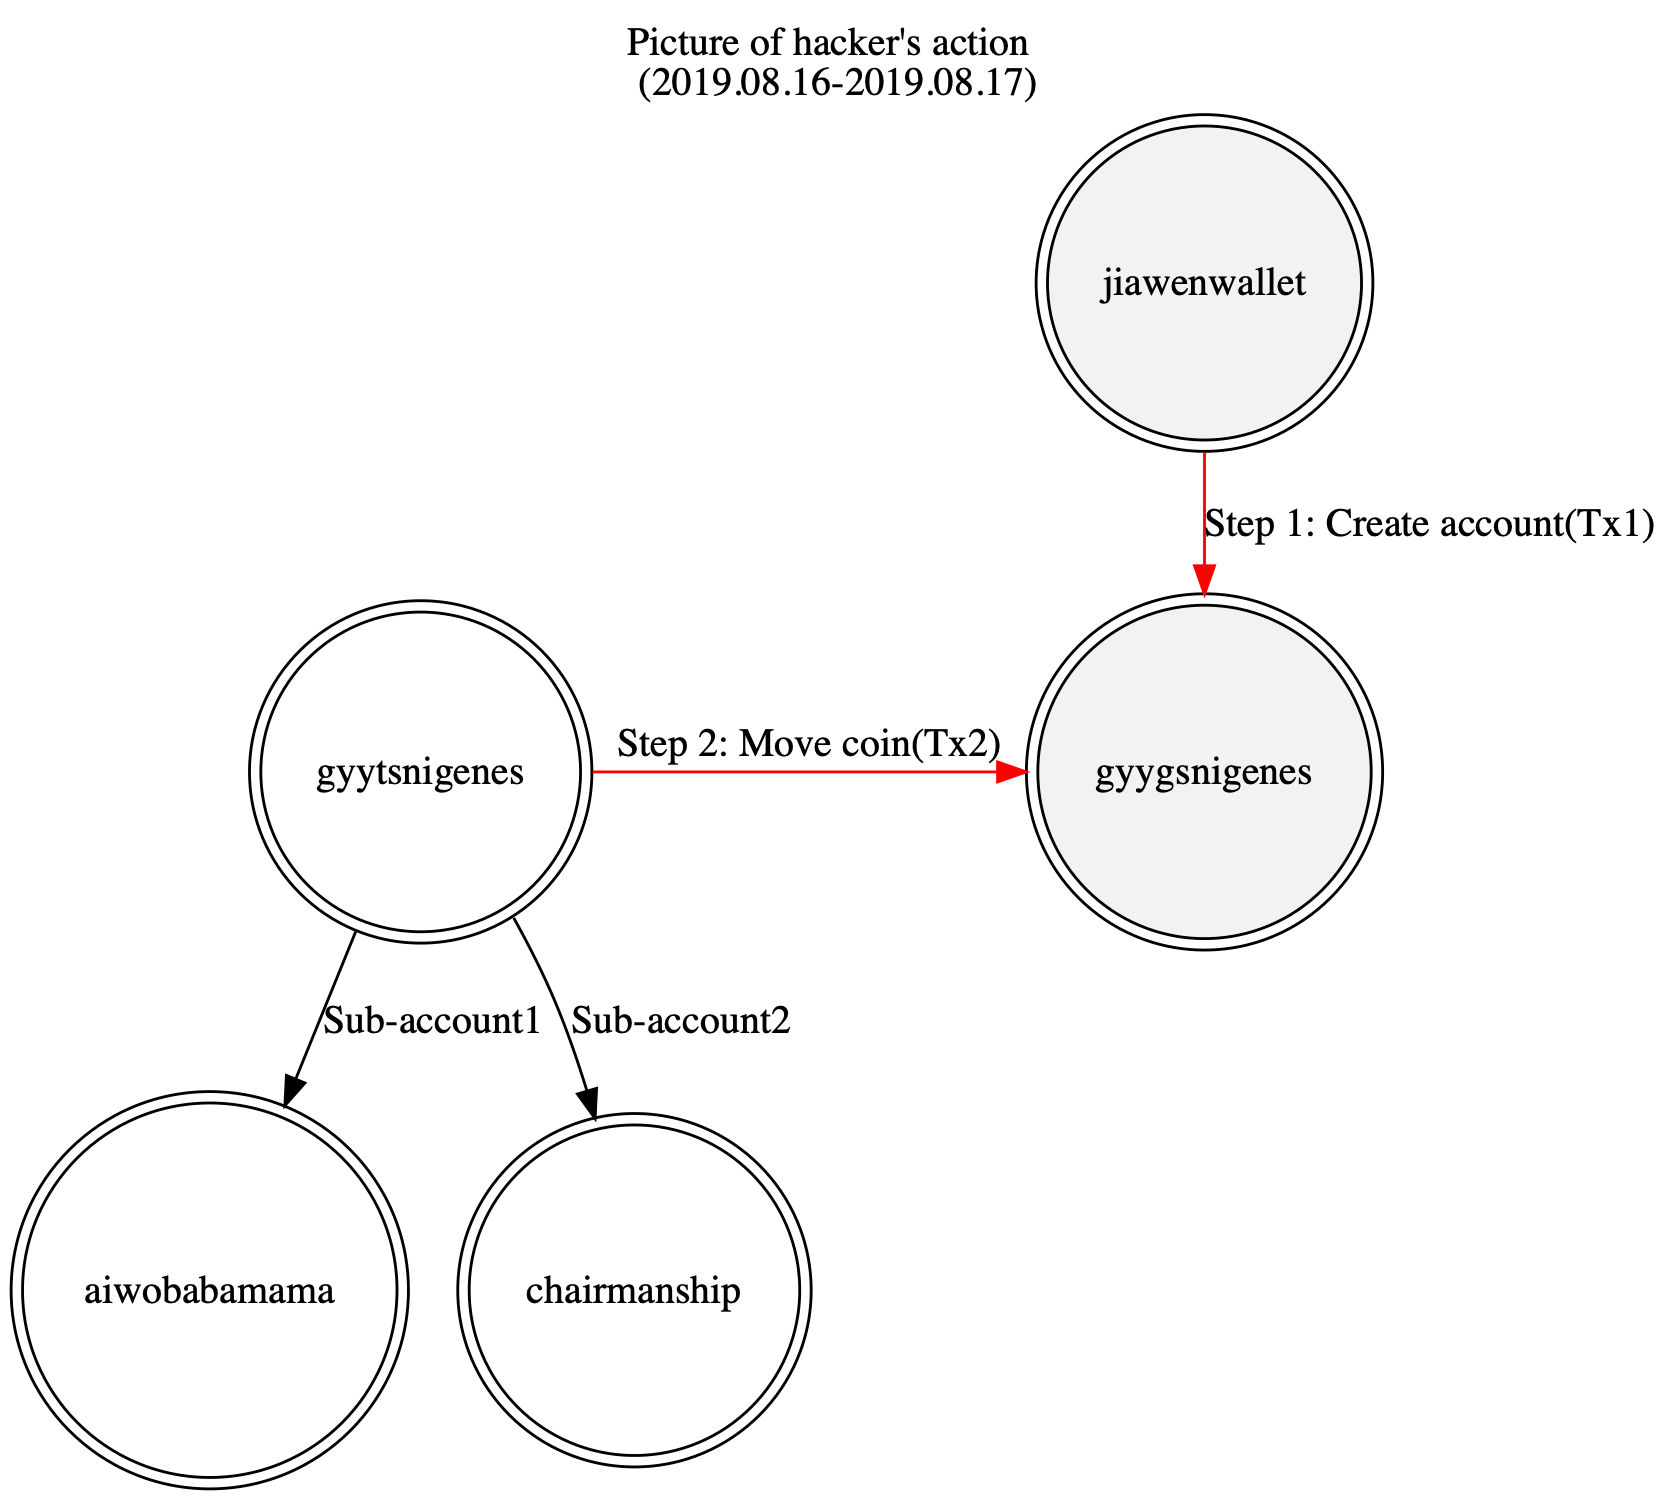 Picture of hacker's action
(2019.08.16-2019.08.17)
jiawenwallet
Step 1: Create account(Tx1)
gyytsnigenes
Step 2: Move coin(Tx2)
gyygsnigenes
Sub-account1
Sub-account2
aiwobabamama
chairmanship